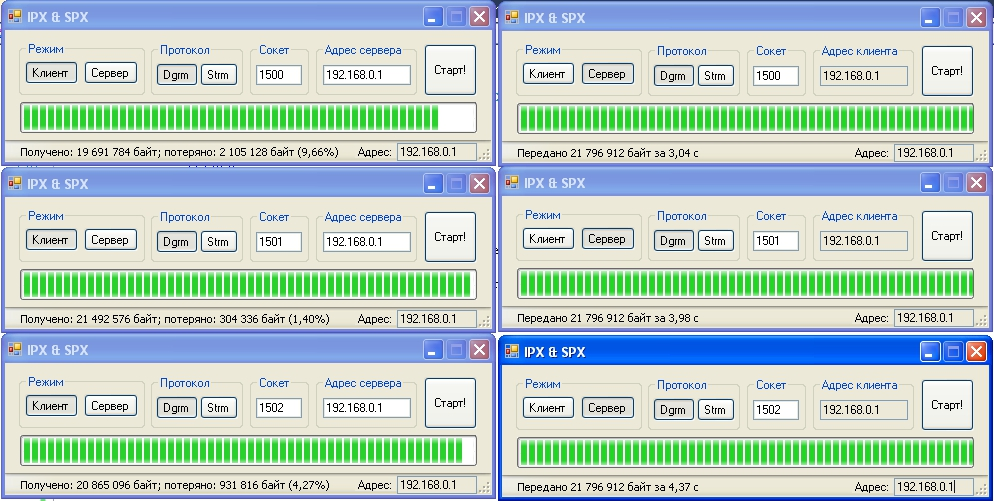 IPX & SPX
Режим Протокол Сокет Адрес сервера
Клиент Сервер Dgrm Strm 1500 192.168.0.1 Старт!
Получено: 19 691 784 байт; потеряно: 2 105 128 байт (9,66%) Адрес: 192.168.0.1
IPX & SPX
Режим Протокол Сокет Адрес клиента
Клиент Сервер Dgrm Strm 1500 192.168.0.1 Старт!
Передано 21 796 912 байт за 3,04 с Адрес: 192.168.0.1
IPX & SPX
Режим Протокол Сокет Адрес сервера
Клиент Сервер Dgrm Strm 1501 192.168.0.1 Старт!
Получено: 21 492 576 байт; потеряно: 304 336 байт (1,40%) Адрес: 192.168.0.1
IPX & SPX
Режим Протокол Сокет Адрес клиента
Клиент Сервер Dgrm Strm 1501 192.168.0.1 Старт!
Передано 21 796 912 байт за 3,98 с Адрес: 192.168.0.1
IPX & SPX
Режим Протокол Сокет Адрес сервера
Клиент Сервер Dgrm Strm 1502 192.168.0.1 Старт!
Получено: 20 865 096 байт; потеряно: 931 816 байт (4,27%) Адрес: 192.168.0.1
IPX & SPX
Режим Протокол Сокет Адрес клиента
Клиент Сервер Dgrm Strm 1502 192.168.0.1 Старт!
Передано 21 796 912 байт за 4,37 с Адрес: 192.168.0.1